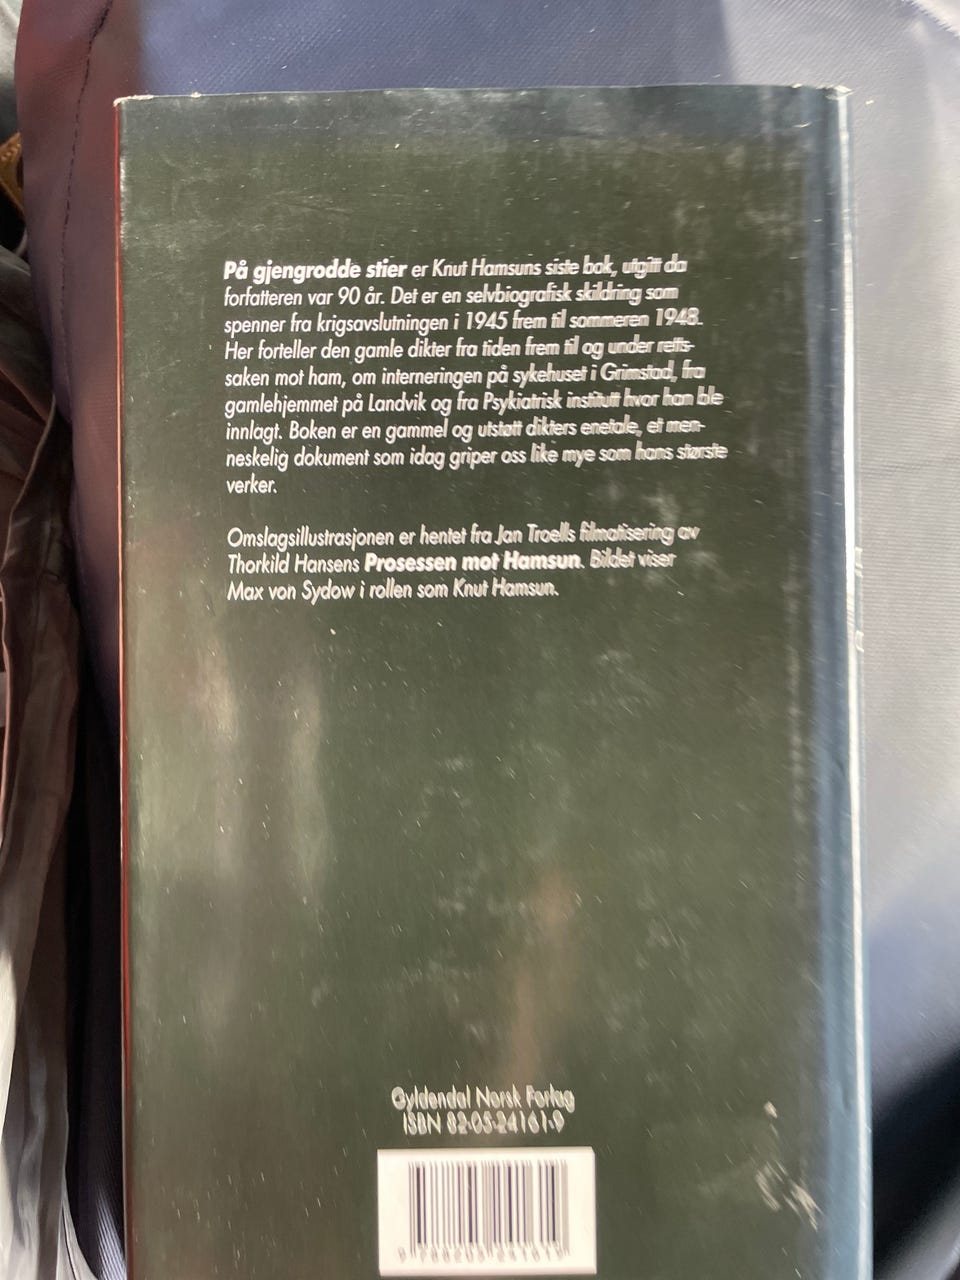 På gjengrodde stier er Knut Hamsuns siste bok, utgitt da
forfatteren var 90 år. Det er en selvbiografisk skildring som
spenner fra krigsavslutningen i 1945 frem til sommeren 1948.
Her forteller den gamle dikter fra tiden frem til og under retts-
saken mot ham, om interneringen på sykehuset i Grimstad, fra
gamlehjemmet på Landvik og fra Psykiatrisk institutt hvor han ble
innlagt. Boken er en gammel og utstøtt dikters enetale, et men-
neskelig dokument som idag griper oss like mye som hans største
verker.
Omslagsillustrasjonen er hentet fra Jan Troells filmatisering av
Thorkild Hansens Prosessen mot Hamsun. Bildet viser
Max von Sydow i rollen som Knut Hamsun.
Gyldendal Norsk Forlag
ISBN 82-05-24161-9